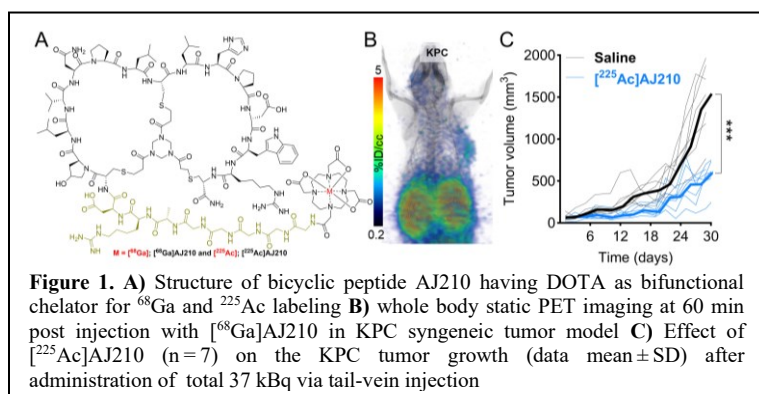 A
B
C
KPC
5
%ID/cc
0.2
2000
1500
1000
500
0
Tumor volume (mm³)
Saline
[²²⁵Ac]AJ210
***
6 12 18 24 30
Time (days)
M = [⁶⁸Ga]; [⁶⁸Ga]AJ210 and [²²⁵Ac]; [²²⁵Ac]AJ210
Figure 1. A) Structure of bicyclic peptide AJ210 having DOTA as bifunctional
chelator for ⁶⁸Ga and ²²⁵Ac labeling B) whole body static PET imaging at 60 min
post injection with [⁶⁸Ga]AJ210 in KPC syngeneic tumor model C) Effect of
[²²⁵Ac]AJ210 (n = 7) on the KPC tumor growth (data mean ± SD) after
administration of total 37 kBq via tail-vein injection